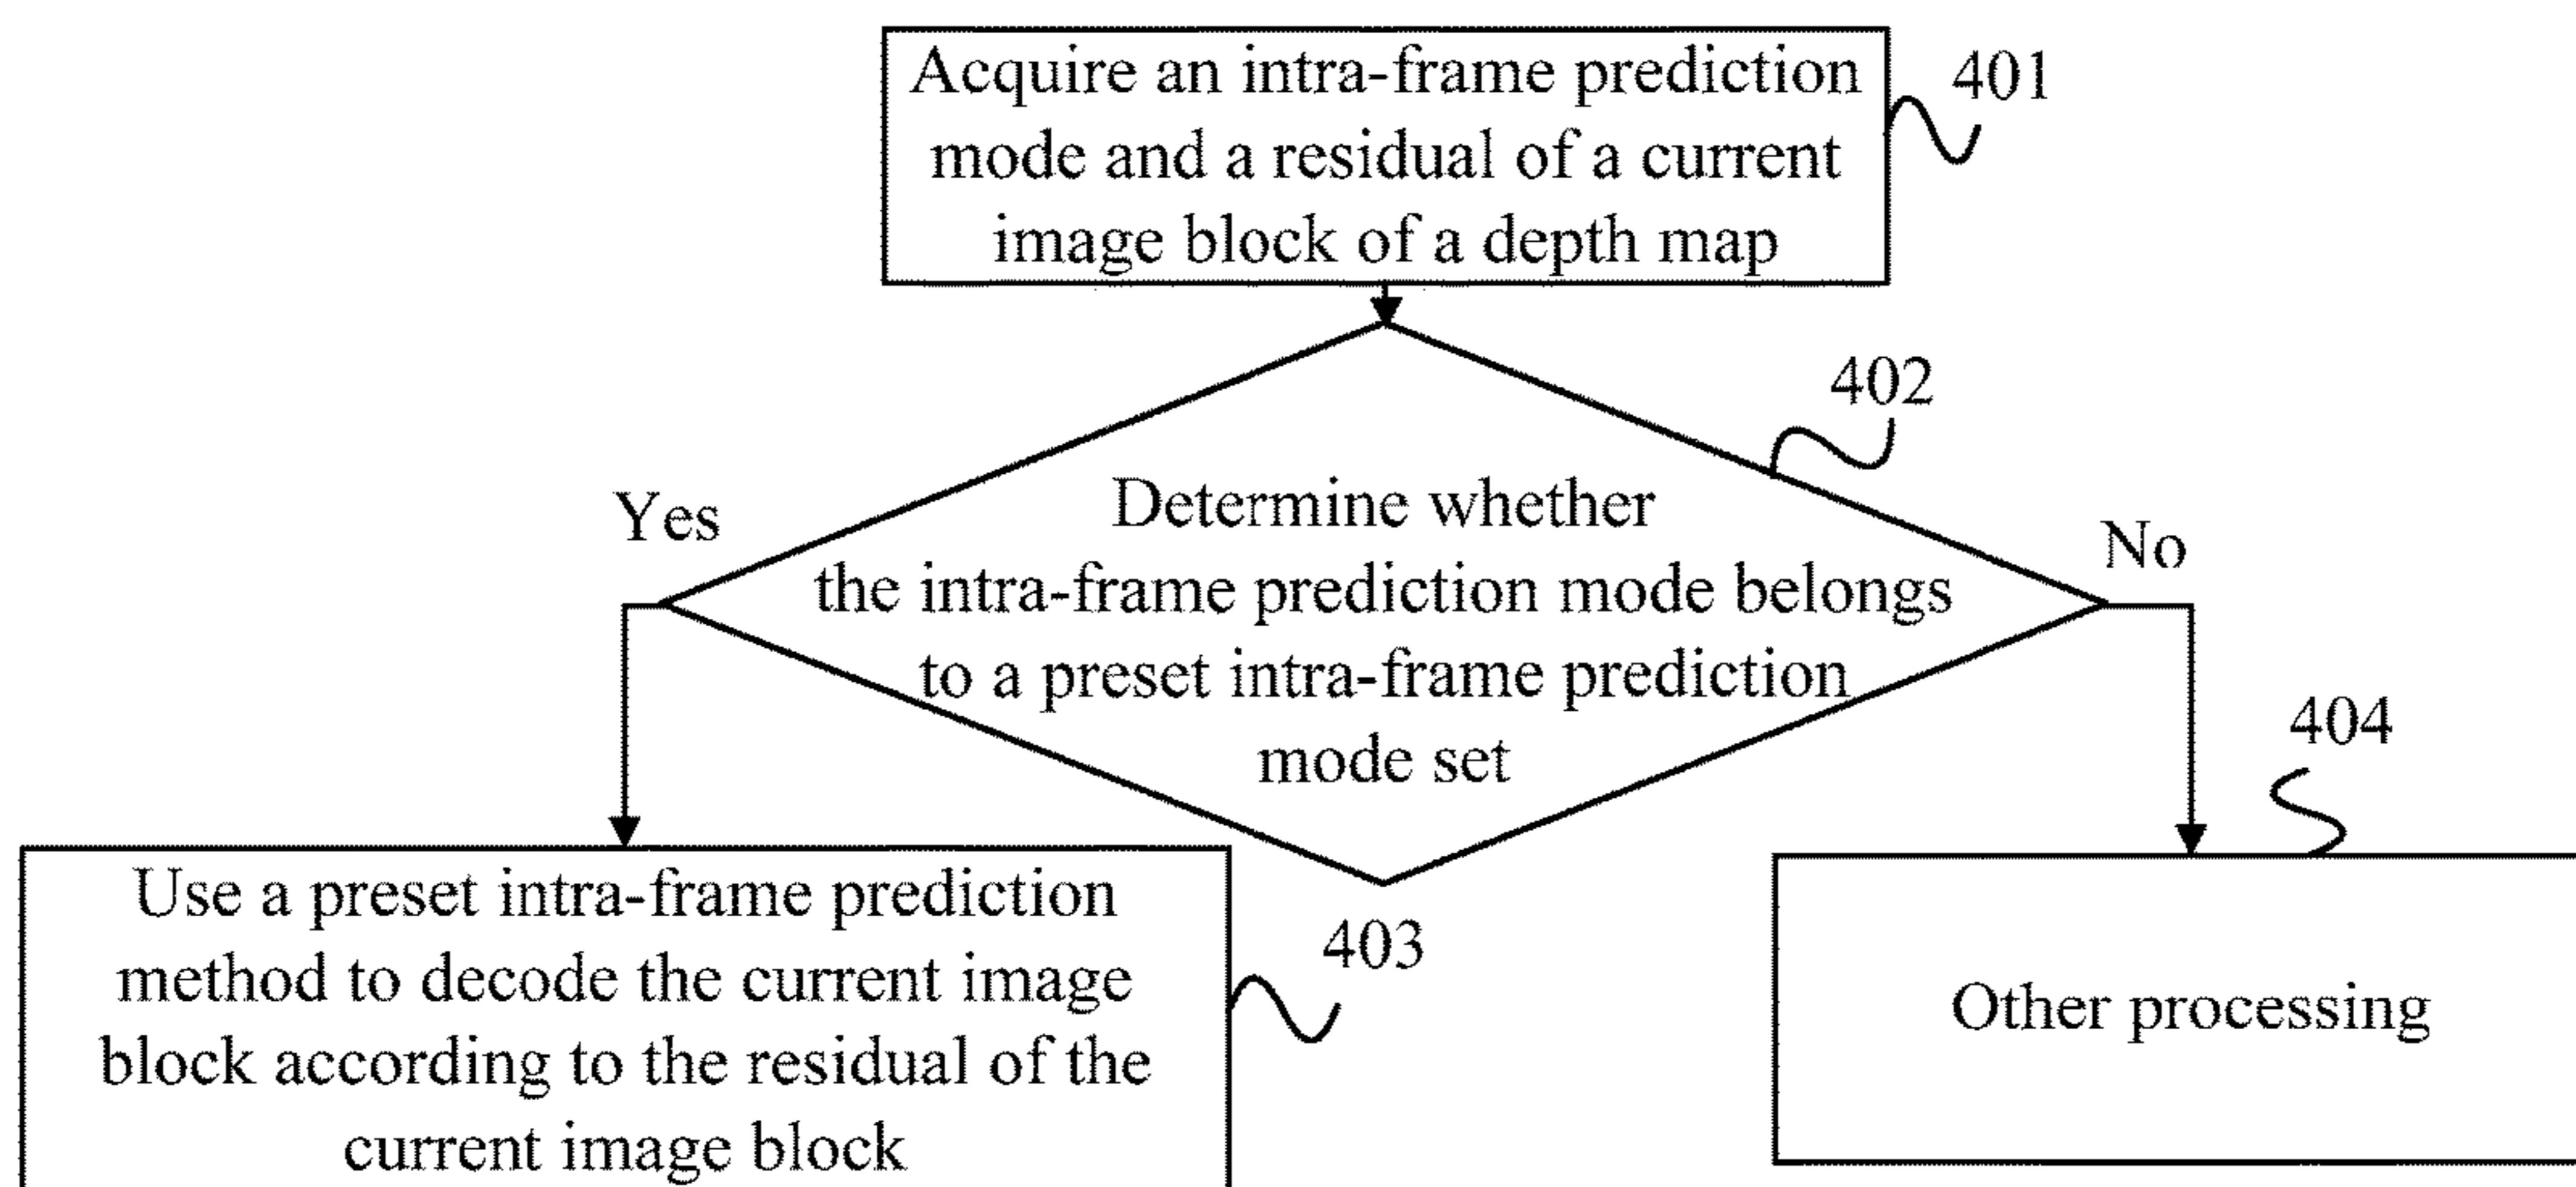 Acquire an intra-frame prediction
mode and a residual of a current
image block of a depth map
401
402
Determine whether
the intra-frame prediction mode belongs
to a preset intra-frame prediction
mode set
Yes
No
404
Use a preset intra-frame prediction
method to decode the current image
block according to the residual of the
current image block
403
Other processing